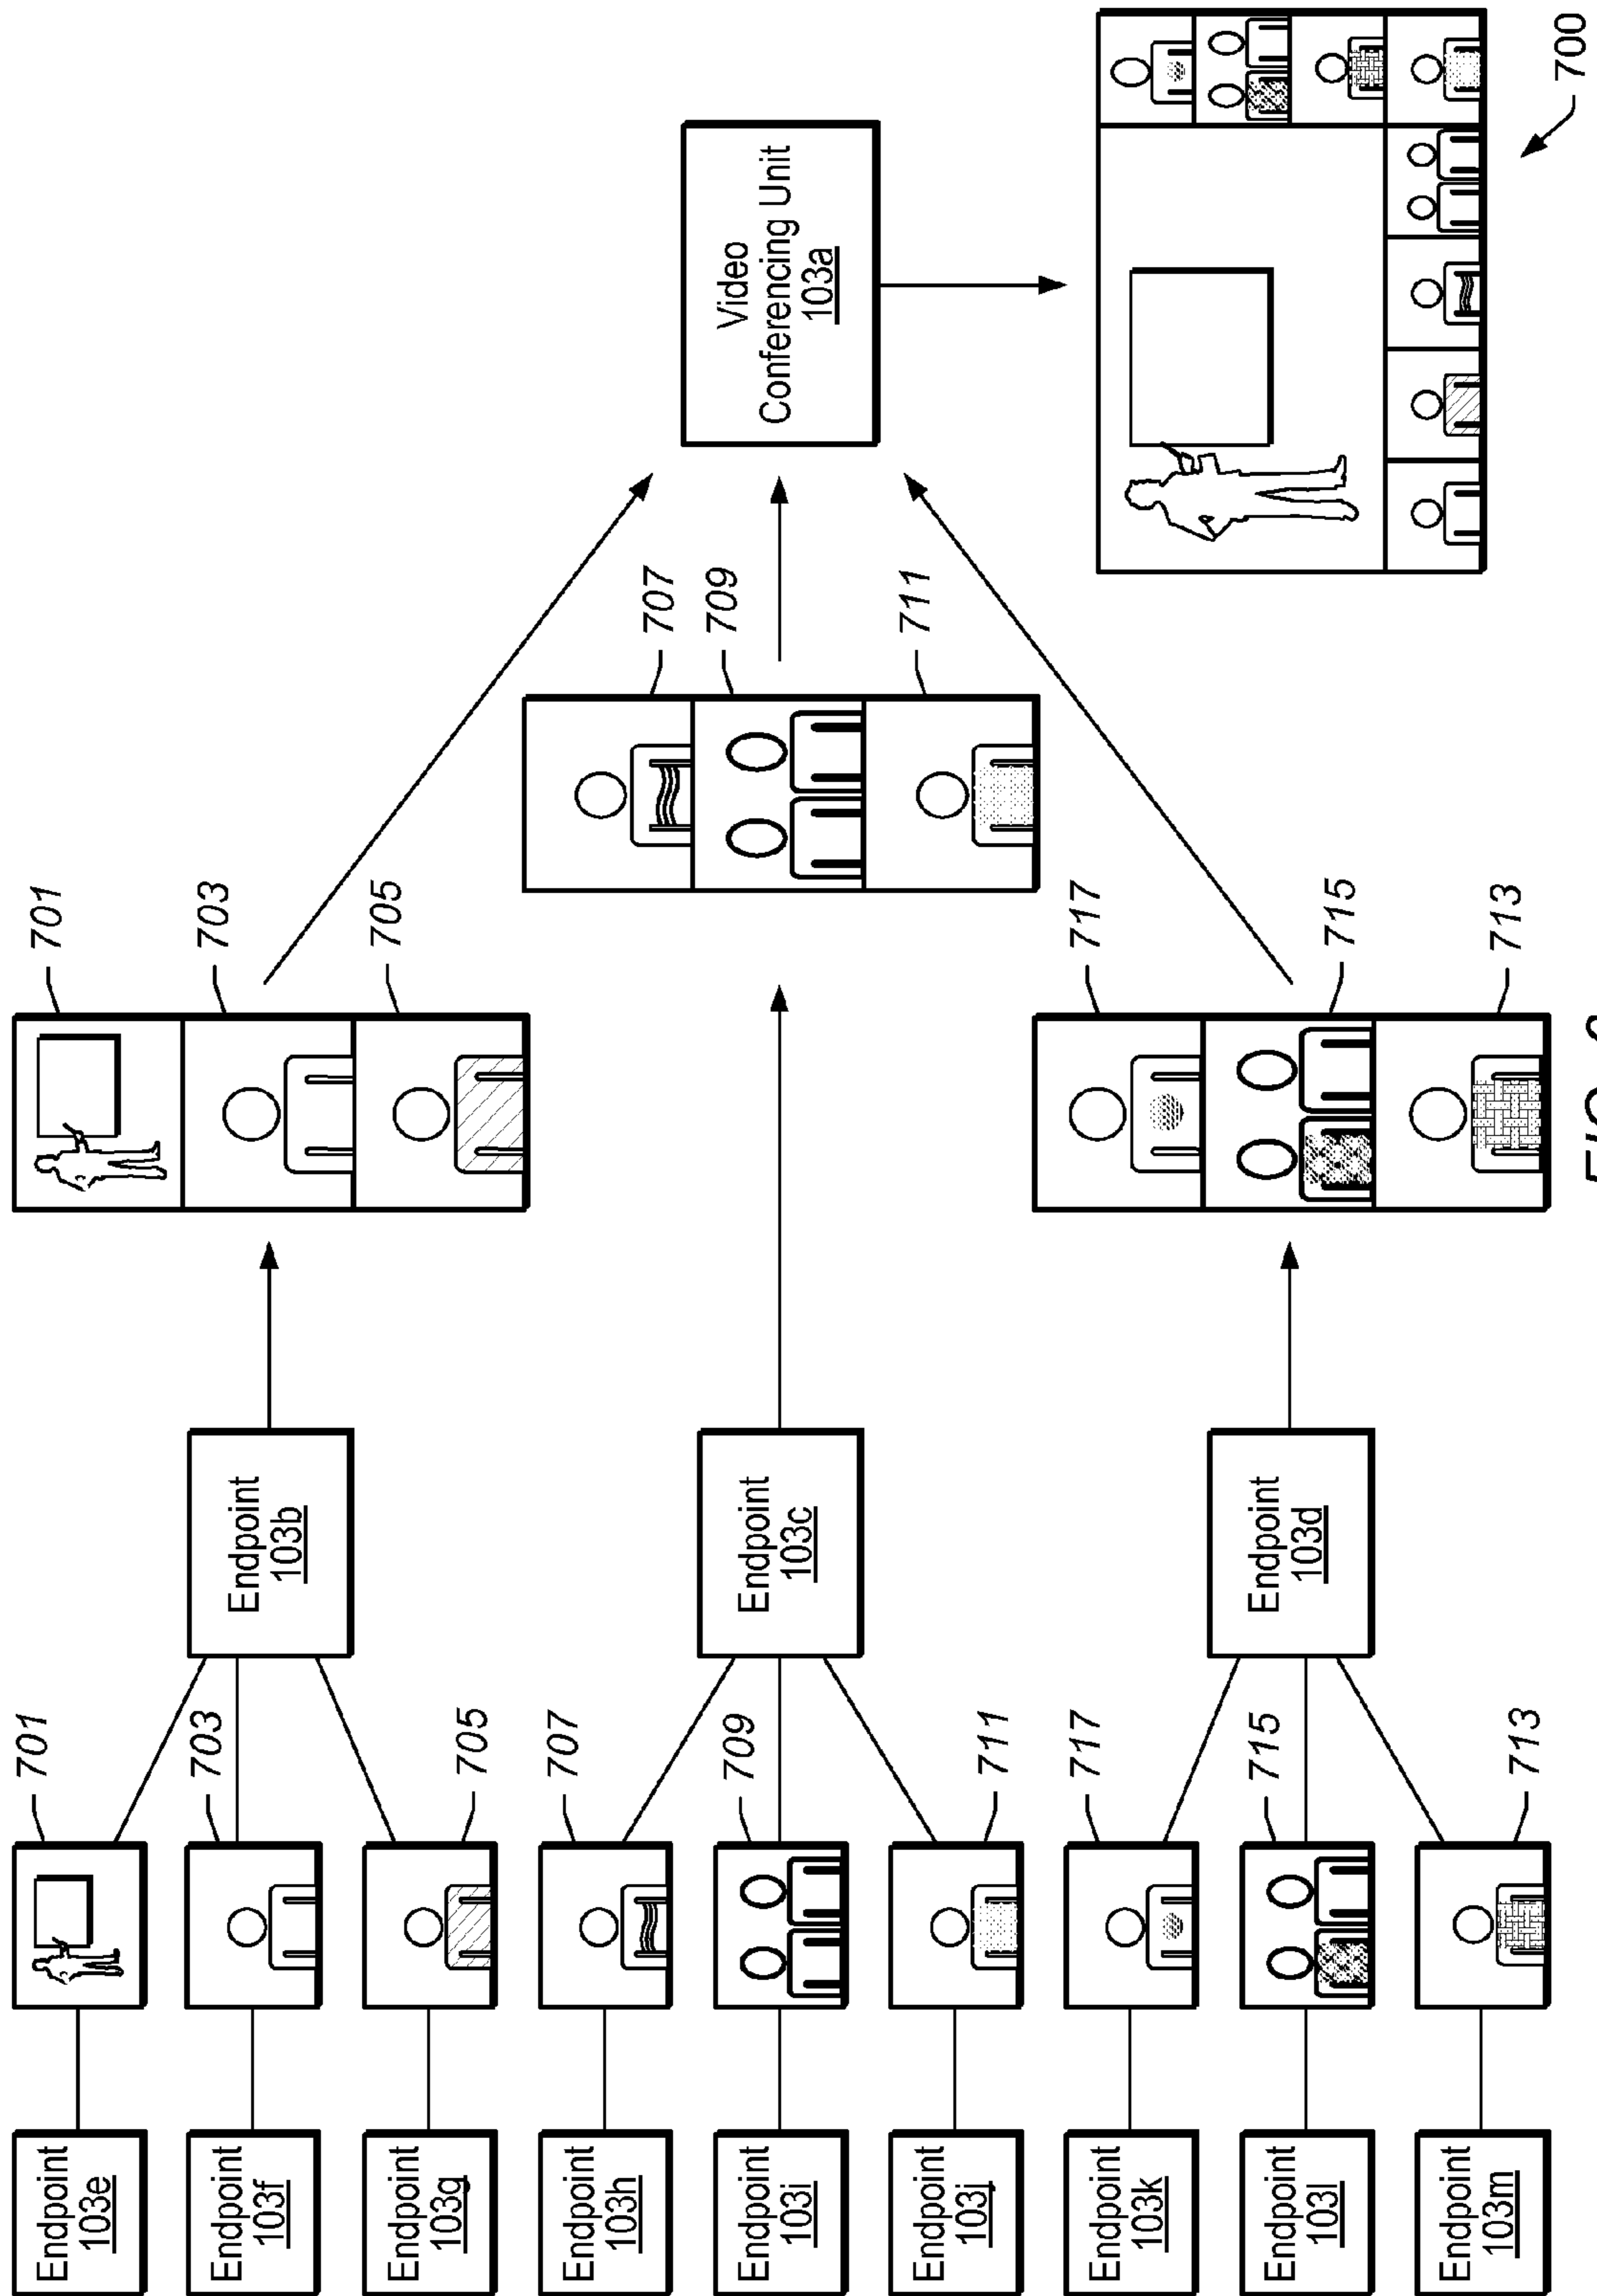 Endpoint
103e
Endpoint
103f
Endpoint
103g
Endpoint
103h
Endpoint
103i
Endpoint
103j
Endpoint
103k
Endpoint
103l
Endpoint
103m
701
703
705
707
709
711
717
715
713
Endpoint
103b
Endpoint
103c
Endpoint
103d
701
703
705
707
709
711
717
715
713
Video
Conferencing Unit
103a
700
FIG.